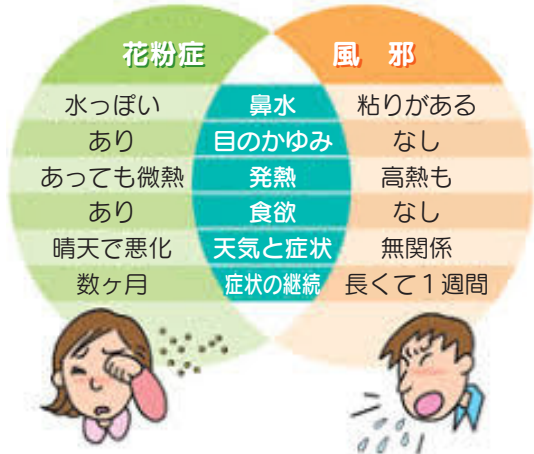 花粉症 風 邪
水っぽい 鼻水 粘りがある
あり 目のかゆみ なし
あっても微熱 発熱 高熱も
あり 食欲 なし
晴天で悪化 天気と症状 無関係
数ヶ月 症状の継続 長くて1週間